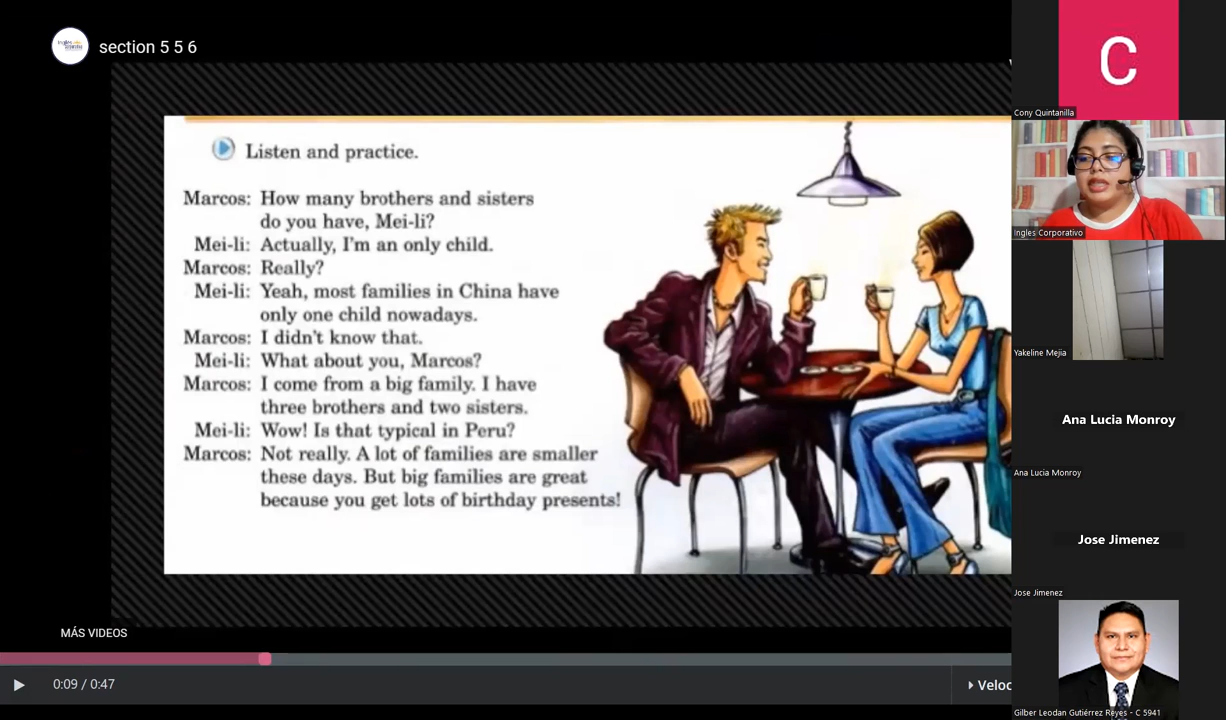 section 5 5 6
Listen and practice.
Marcos: How many brothers and sisters
do you have, Mei-li?
Mei-li: Actually, I'm an only child.
Marcos: Really?
Mei-li: Yeah, most families in China have
only one child nowadays.
Marcos: I didn't know that.
Mei-li: What about you, Marcos?
Marcos: I come from a big family. I have
three brothers and two sisters.
Mei-li: Wow! Is that typical in Peru?
Marcos: Not really. A lot of families are smaller
these days. But big families are great
because you get lots of birthday presents!
MÁS VIDEOS
0:09 / 0:47
Veloc
C
Cony Quintanilla
Ingles Corporativo
Yakeline Mejia
Ana Lucia Monroy
Ana Lucia Monroy
Jose Jimenez
Jose Jimenez
Gilber Leodan Gutiérrez Reyes - C 5941